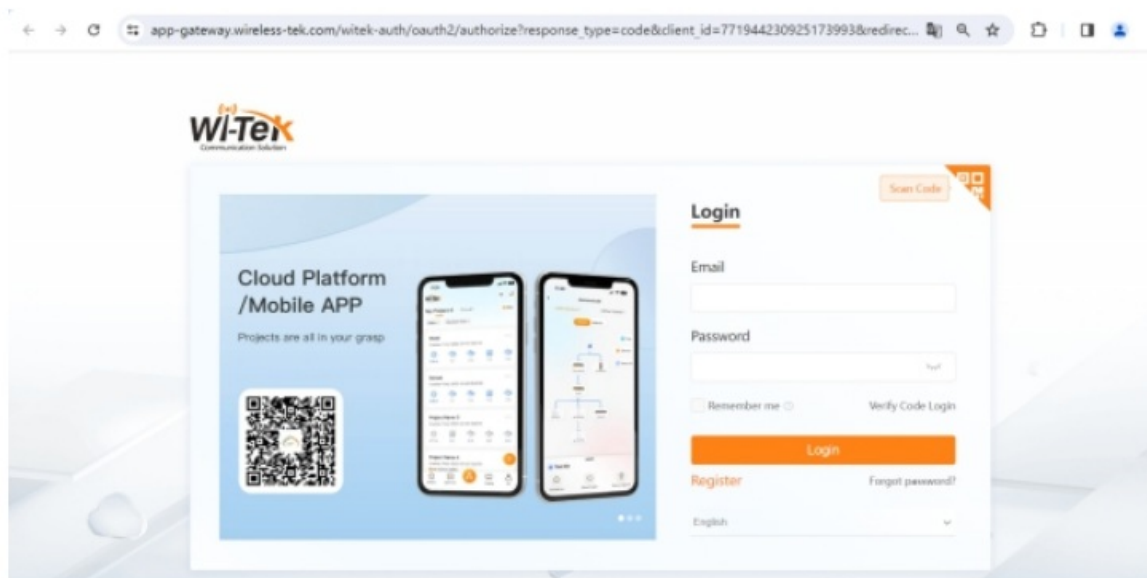 app-gateway.wireless-tek.com/witek-auth/oauth2/authorize?response_type=code&client_id=771944230925173993&redirec...
Wi-Tek
Communication Solution
Scan Code
Login
Cloud Platform
/Mobile APP
Projects are all in your grasp
Email
Password
Remember me
Verify Code Login
Login
Register
Forgot password?
English